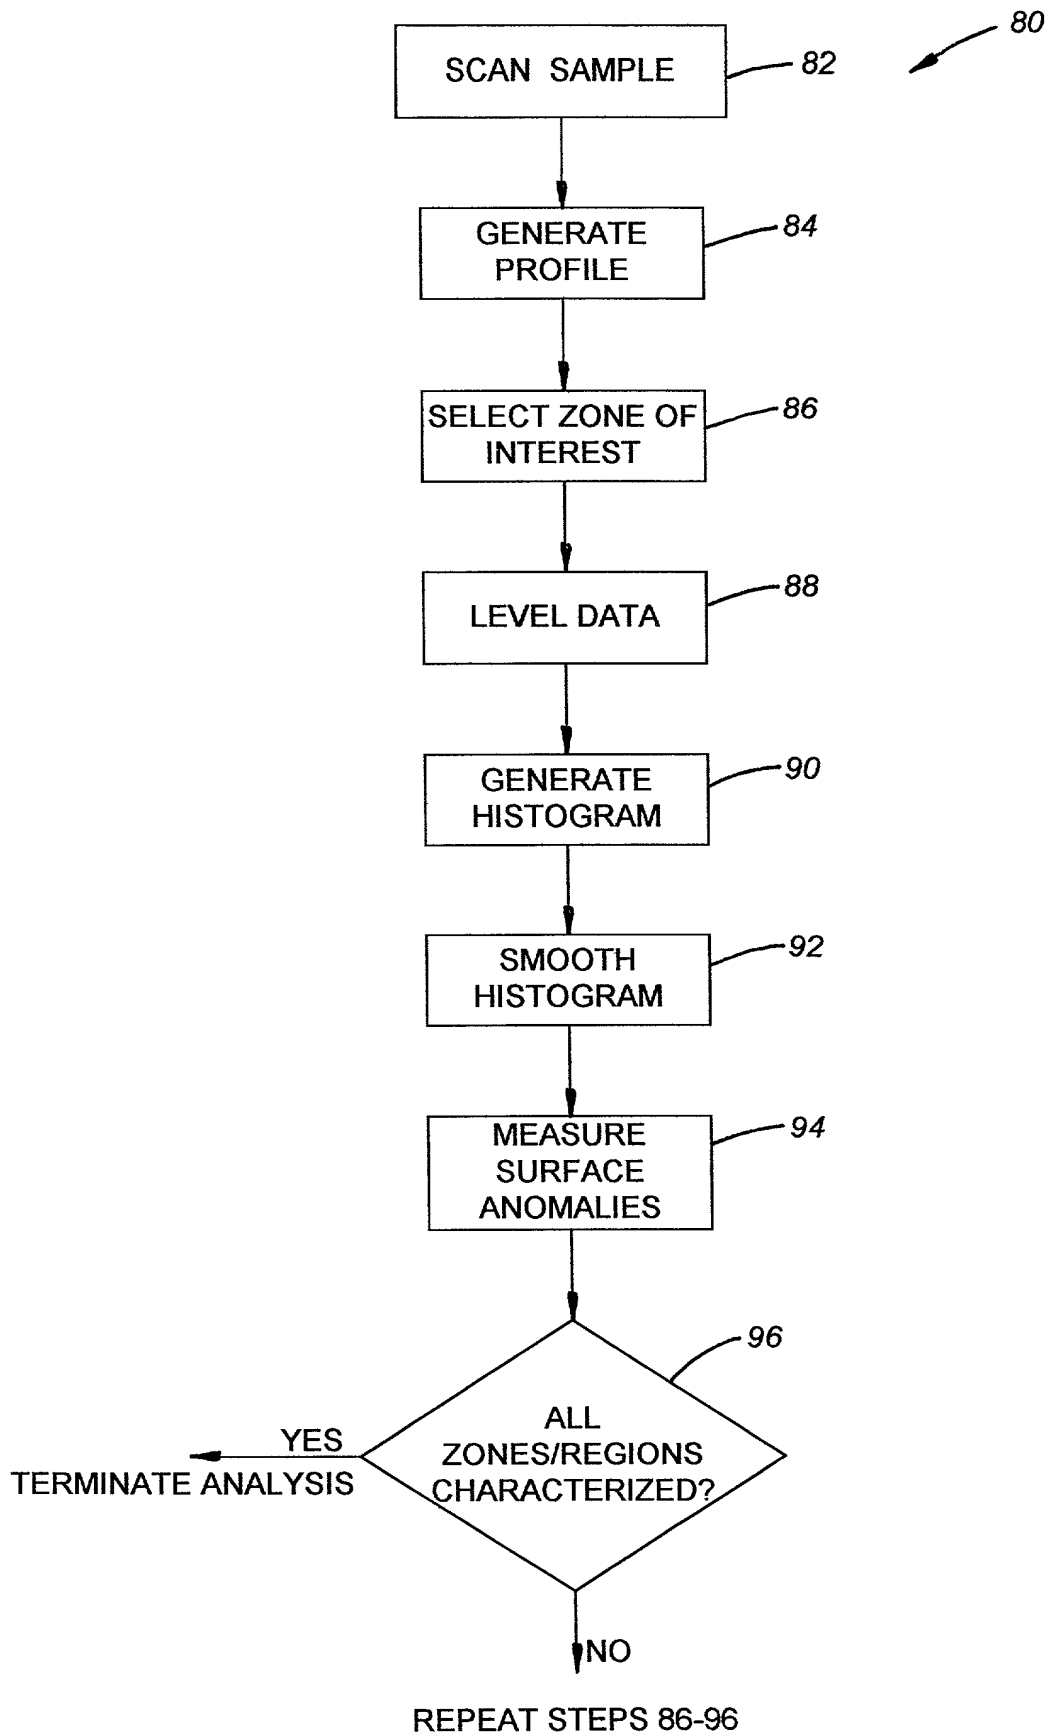 80
SCAN SAMPLE
82
GENERATE
PROFILE
84
SELECT ZONE OF
INTEREST
86
LEVEL DATA
88
GENERATE
HISTOGRAM
90
SMOOTH
HISTOGRAM
92
MEASURE
SURFACE
ANOMALIES
94
96
ALL
ZONES/REGIONS
CHARACTERIZED?
YES
TERMINATE ANALYSIS
NO
REPEAT STEPS 86-96